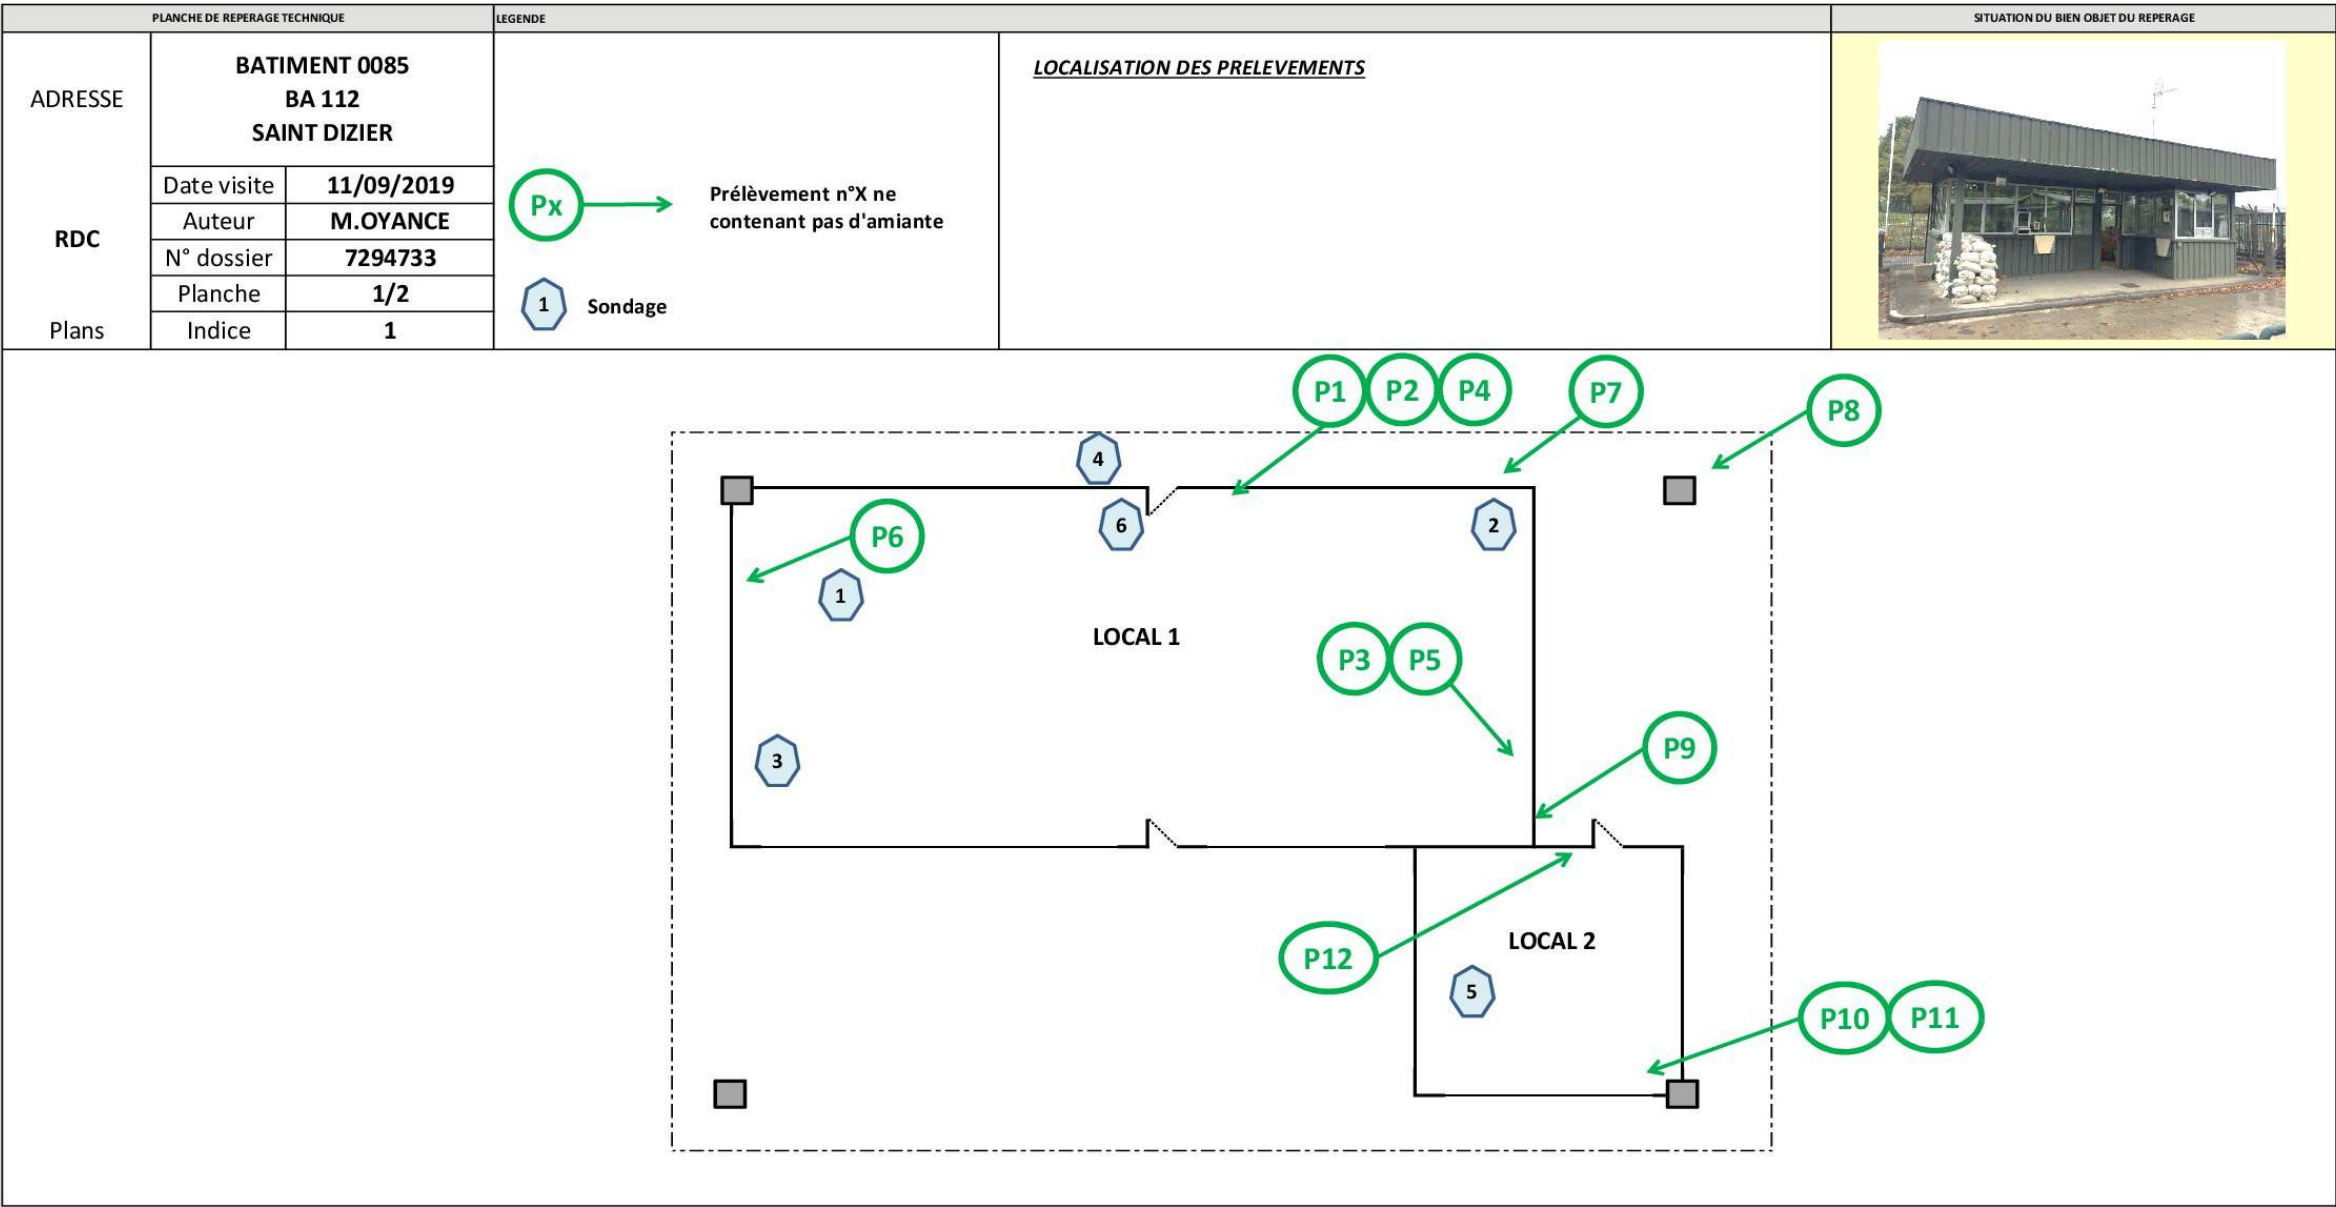 PLANCHE DE REPERAGE TECHNIQUE
LEGENDE
SITUATION DU BIEN OBJET DU REPERAGE
ADRESSE
BATIMENT 0085
BA 112
SAINT DIZIER
RDC
Plans
Date visite 11/09/2019
Auteur M.OYANCE
N° dossier 7294733
Planche 1/2
Indice 1
Px
Prélèvement n°X ne
contenant pas d'amiante
1 Sondage
LOCALISATION DES PRELEVEMENTS
P1 P2 P4 P7 P8
4
P6 6 2
1
LOCAL 1
P3 P5
3
P9
P12
LOCAL 2
5
P10 P11